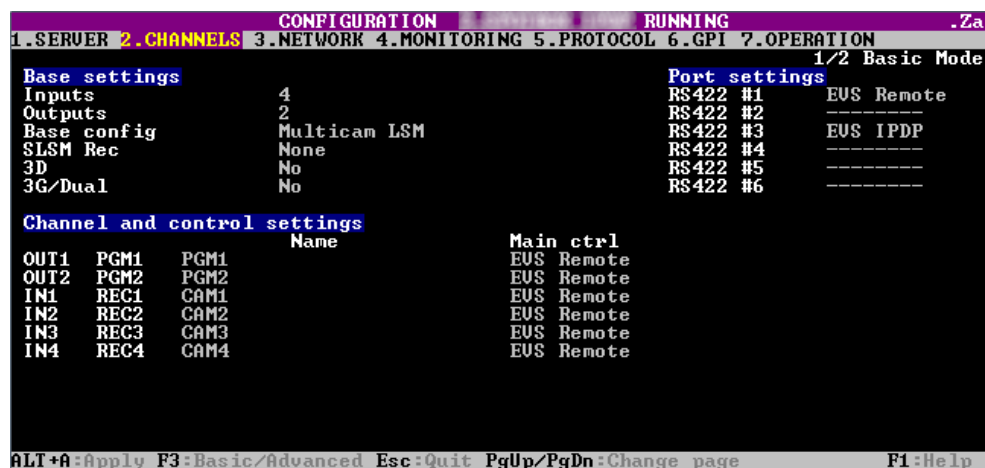 CONFIGURATION RUNNING .Za
1.SERVER 2.CHANNELS 3.NETWORK 4.MONITORING 5.PROTOCOL 6.GPI 7.OPERATION
1/2 Basic Mode
Base settings Port settings
Inputs 4 RS422 #1 EVS Remote
Outputs 2 RS422 #2 --------
Base config Multicam LSM RS422 #3 EVS IPDP
SLSM Rec None RS422 #4 --------
3D No RS422 #5 --------
3G/Dual No RS422 #6 --------
Channel and control settings
Name Main ctrl
OUT1 PGM1 PGM1 EVS Remote
OUT2 PGM2 PGM2 EVS Remote
IN1 REC1 CAM1 EVS Remote
IN2 REC2 CAM2 EVS Remote
IN3 REC3 CAM3 EVS Remote
IN4 REC4 CAM4 EVS Remote
ALT+A:Apply F3:Basic/Advanced Esc:Quit PgUp/PgDn:Change page F1:Help